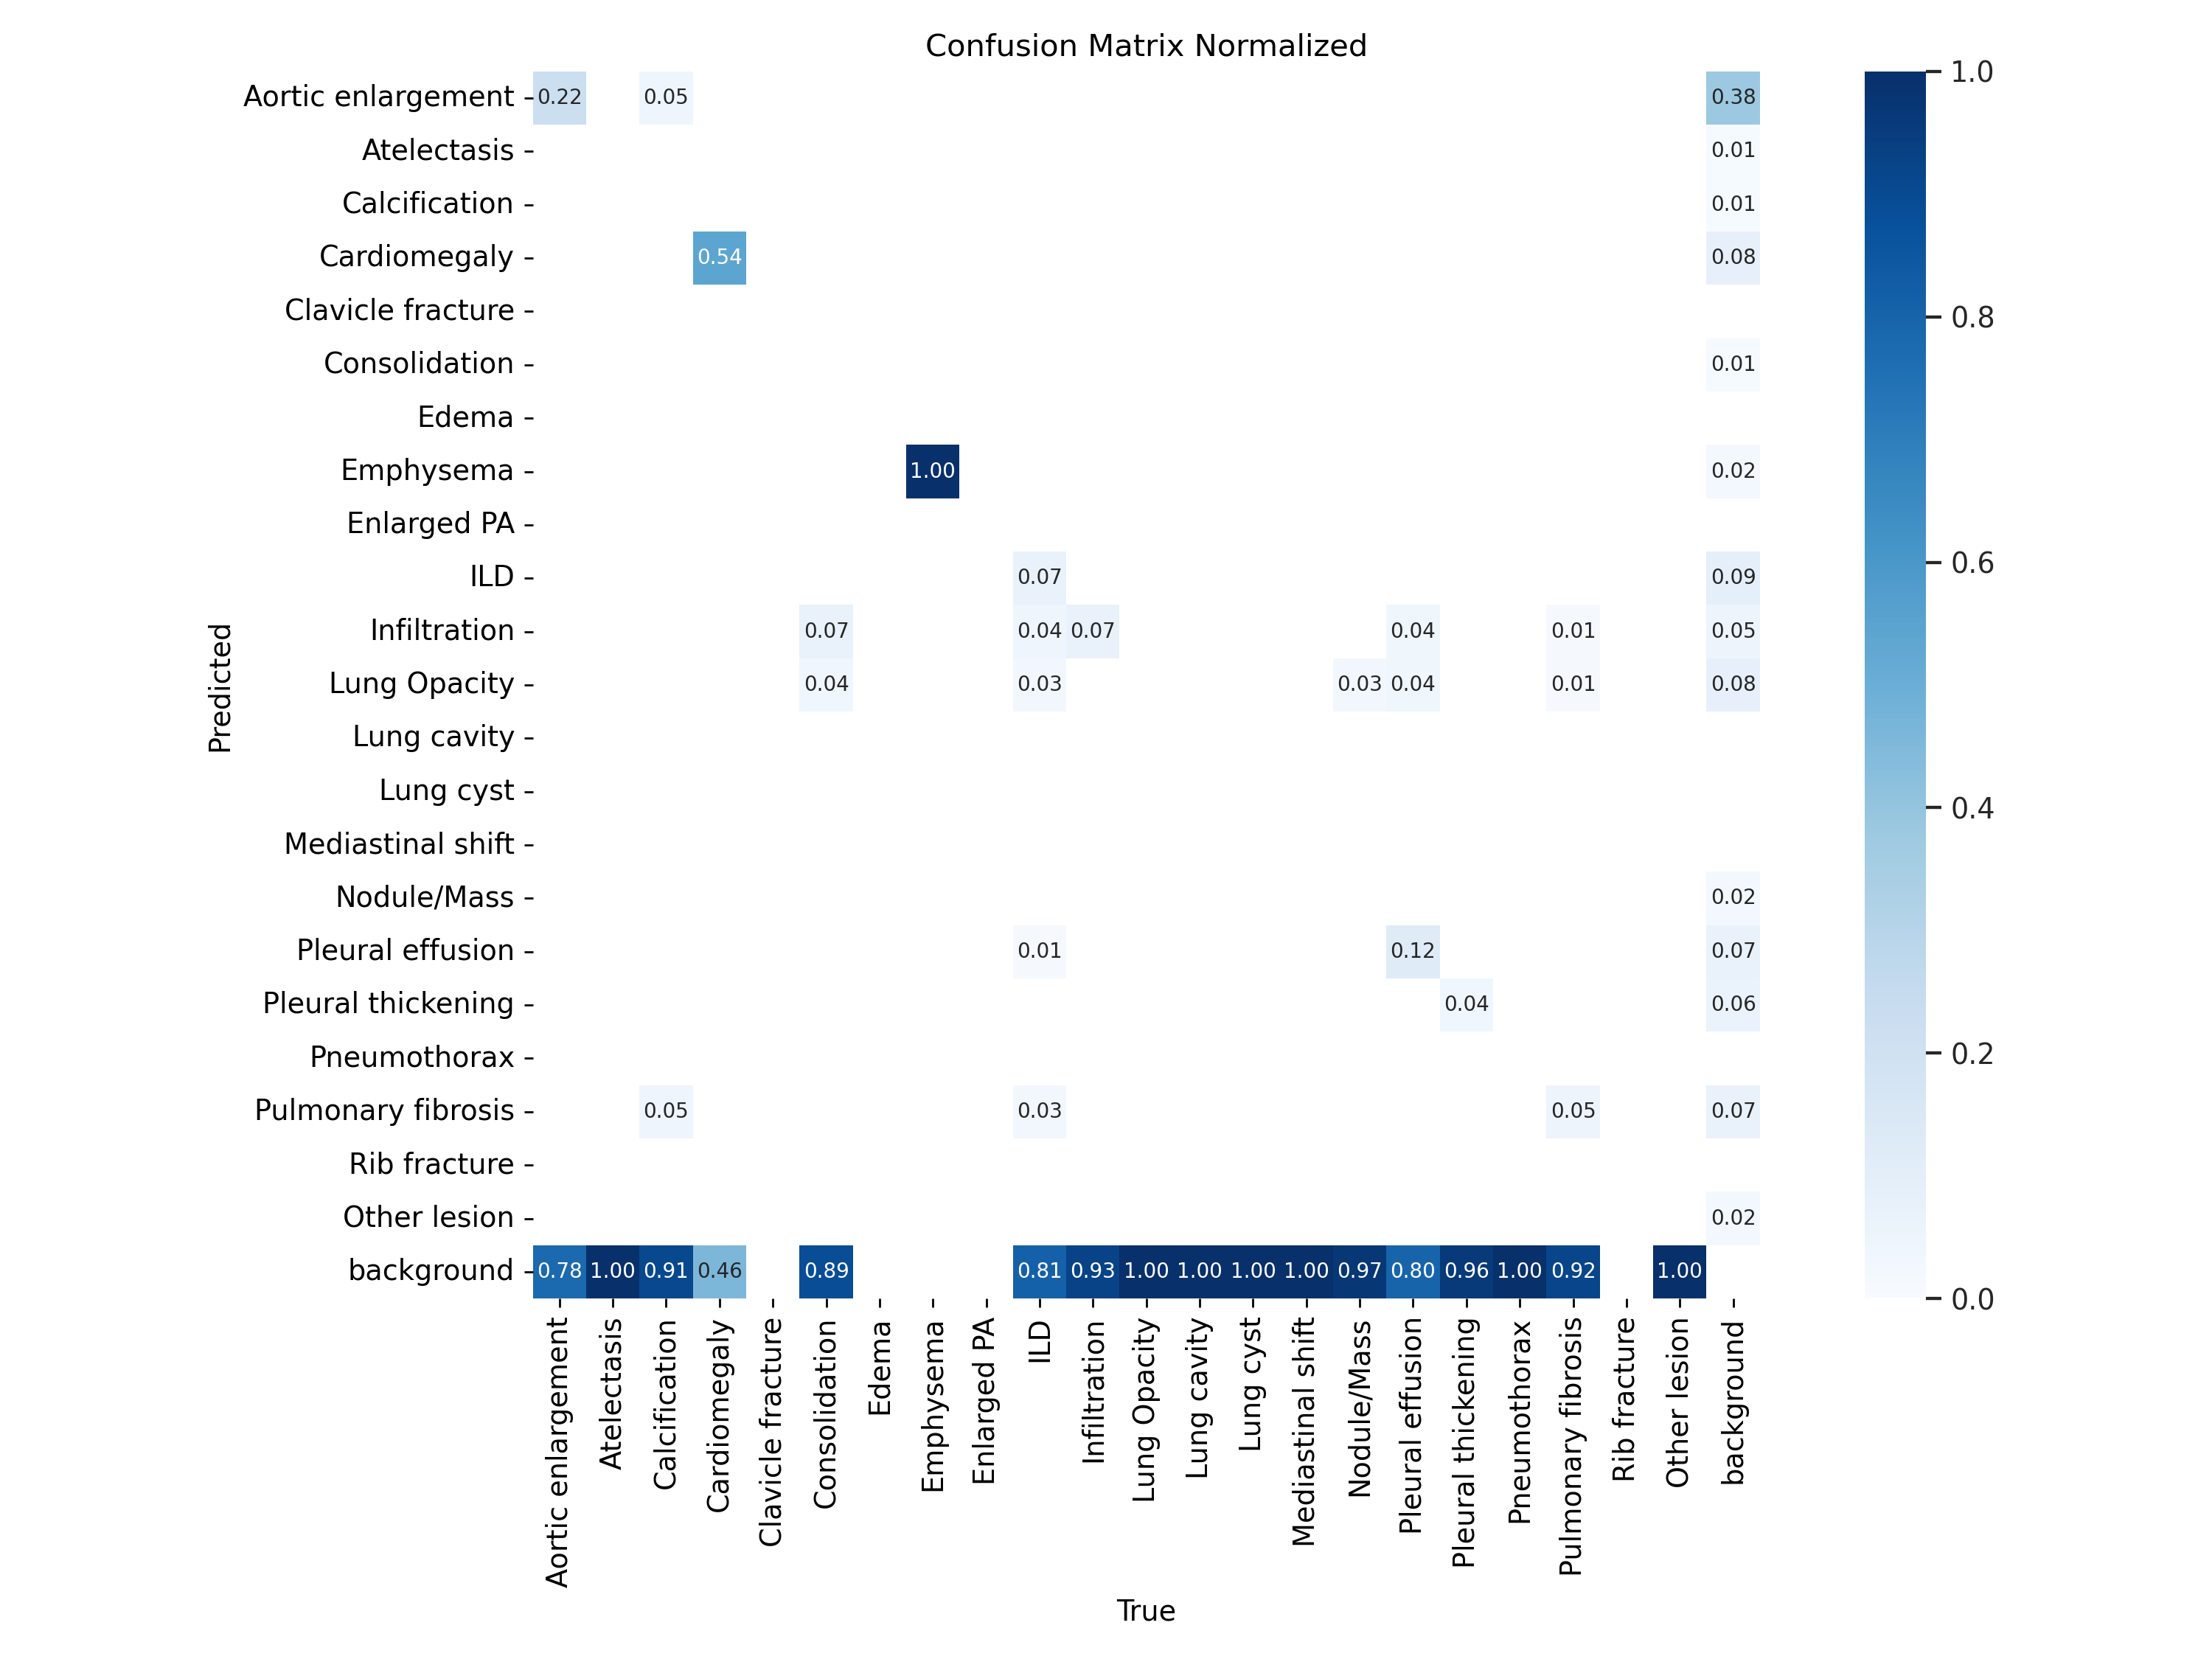 Confusion Matrix Normalized
Aortic enlargement 0.22 0.05 0.38 1.0
Atelectasis 0.01
Calcification 0.01
Cardiomegaly 0.54 0.08
Clavicle fracture 0.8
Consolidation 0.01
Edema
Emphysema 1.00 0.02
Enlarged PA
ILD 0.07 0.09 0.6
Infiltration 0.07 0.04 0.07 0.04 0.01 0.05
Lung Opacity 0.04 0.03 0.03 0.04 0.01 0.08
Predicted
Lung cavity
Lung cyst 0.4
Mediastinal shift
Nodule/Mass 0.02
Pleural effusion 0.01 0.12 0.07
Pleural thickening 0.04 0.06
Pneumothorax 0.2
Pulmonary fibrosis 0.05 0.03 0.05 0.07
Rib fracture
Other lesion 0.02
background 0.78 1.00 0.91 0.46 0.89 0.81 0.93 1.00 1.00 1.00 1.00 0.97 0.80 0.96 1.00 0.92 1.00
0.0
Aortic enlargement
Atelectasis
Calcification
Cardiomegaly
Clavicle fracture
Consolidation
Edema
Emphysema
Enlarged PA
ILD
Infiltration
Lung Opacity
Lung cavity
Lung cyst
Mediastinal shift
Nodule/Mass
Pleural effusion
Pleural thickening
Pneumothorax
Pulmonary fibrosis
Rib fracture
Other lesion
background
True